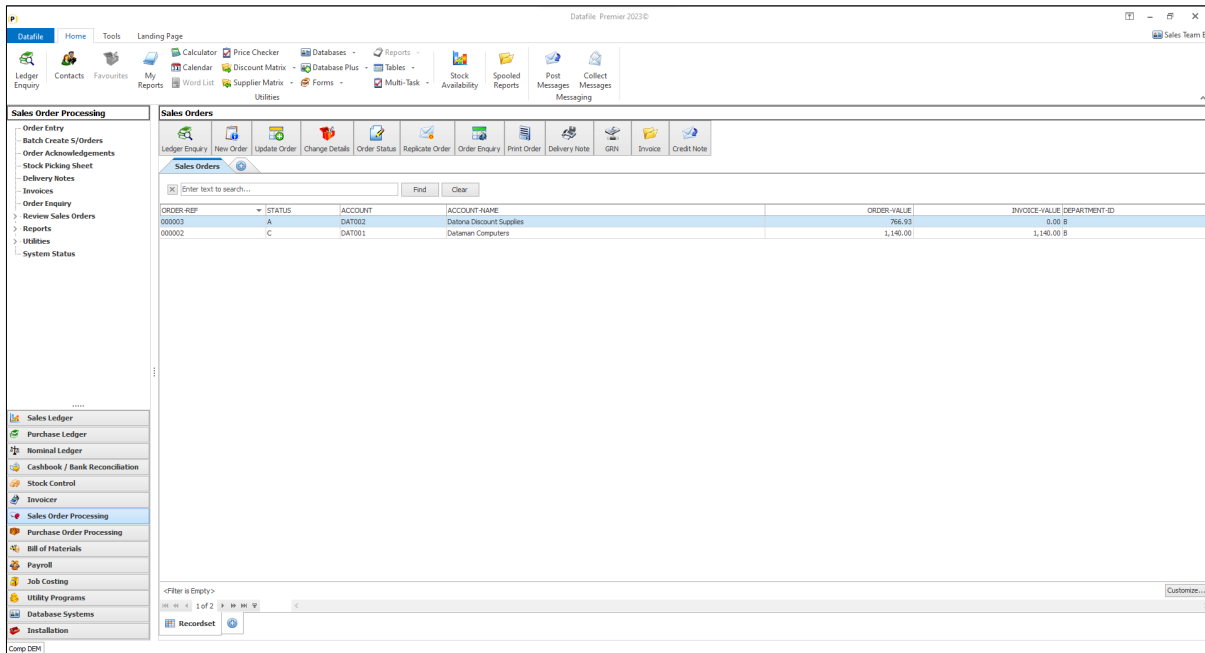 Datafile Premier 2023©
Datafile Home Tools Landing Page
Sales Team B
Ledger Enquiry
Contacts
Favourites
My Reports
Calculator Price Checker Databases Reports
Calendar Discount Matrix Database Plus Tables
Word List Supplier Matrix Forms Multi-Task
Utilities
Stock Availability
Spooled Reports
Post Messages
Collect Messages
Messaging
Sales Order Processing
Order Entry
Batch Create S/Orders
Order Acknowledgements
Stock Picking Sheet
Delivery Notes
Invoices
Order Enquiry
Review Sales Orders
Reports
Utilities
System Status
Sales Ledger
Purchase Ledger
Nominal Ledger
Cashbook / Bank Reconciliation
Stock Control
Invoicer
Sales Order Processing
Purchase Order Processing
Bill of Materials
Payroll
Job Costing
Utility Programs
Database Systems
Installation
Comp DEM
Sales Orders
Ledger Enquiry New Order Update Order Change Details Order Status Replicate Order Order Enquiry Print Order Delivery Note GRN Invoice Credit Note
Sales Orders
Enter text to search... Find Clear
ORDER-REF STATUS ACCOUNT ACCOUNT-NAME ORDER-VALUE INVOICE-VALUE DEPARTMENT-ID
000003 A DAT002 Datona Discount Supplies 766.93 0.00 B
000002 C DAT001 Dataman Computers 1,140.00 1,140.00 B
<Filter is Empty> Customize...
1 of 2
Recordset